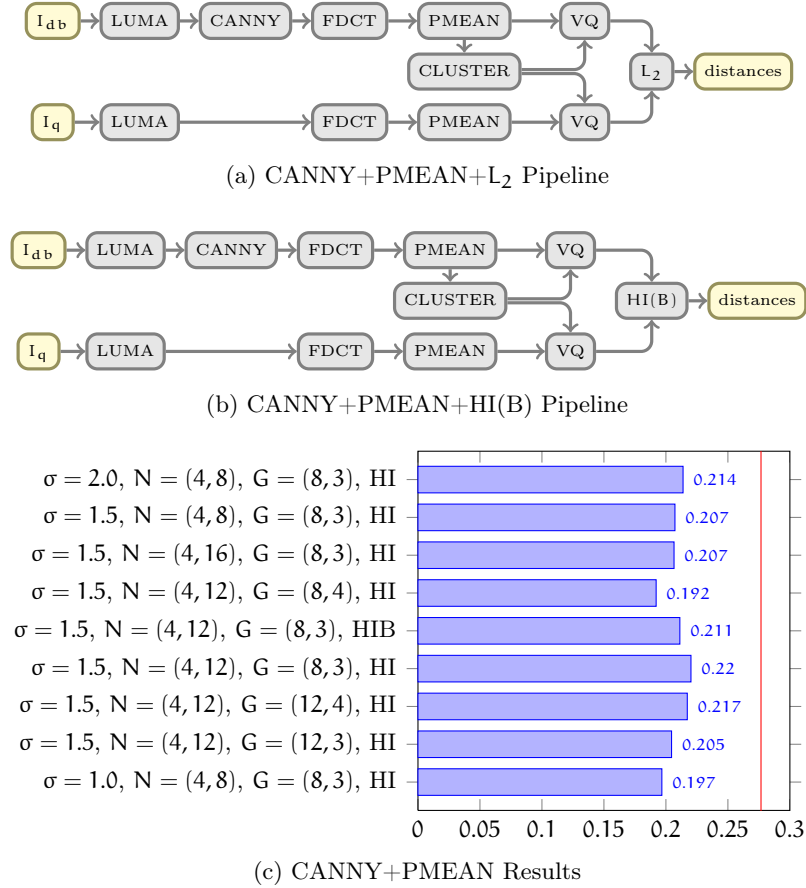 I_db LUMA CANNY FDCT PMEAN VQ
CLUSTER L_2 distances
I_q LUMA FDCT PMEAN VQ
(a) CANNY+PMEAN+L_2 Pipeline
I_db LUMA CANNY FDCT PMEAN VQ
CLUSTER HI(B) distances
I_q LUMA FDCT PMEAN VQ
(b) CANNY+PMEAN+HI(B) Pipeline
σ = 2.0, N = (4, 8), G = (8, 3), HI 0.214
σ = 1.5, N = (4, 8), G = (8, 3), HI 0.207
σ = 1.5, N = (4, 16), G = (8, 3), HI 0.207
σ = 1.5, N = (4, 12), G = (8, 4), HI 0.192
σ = 1.5, N = (4, 12), G = (8, 3), HIB 0.211
σ = 1.5, N = (4, 12), G = (8, 3), HI 0.22
σ = 1.5, N = (4, 12), G = (12, 4), HI 0.217
σ = 1.5, N = (4, 12), G = (12, 3), HI 0.205
σ = 1.0, N = (4, 8), G = (8, 3), HI 0.197
0 0.05 0.1 0.15 0.2 0.25 0.3
(c) CANNY+PMEAN Results